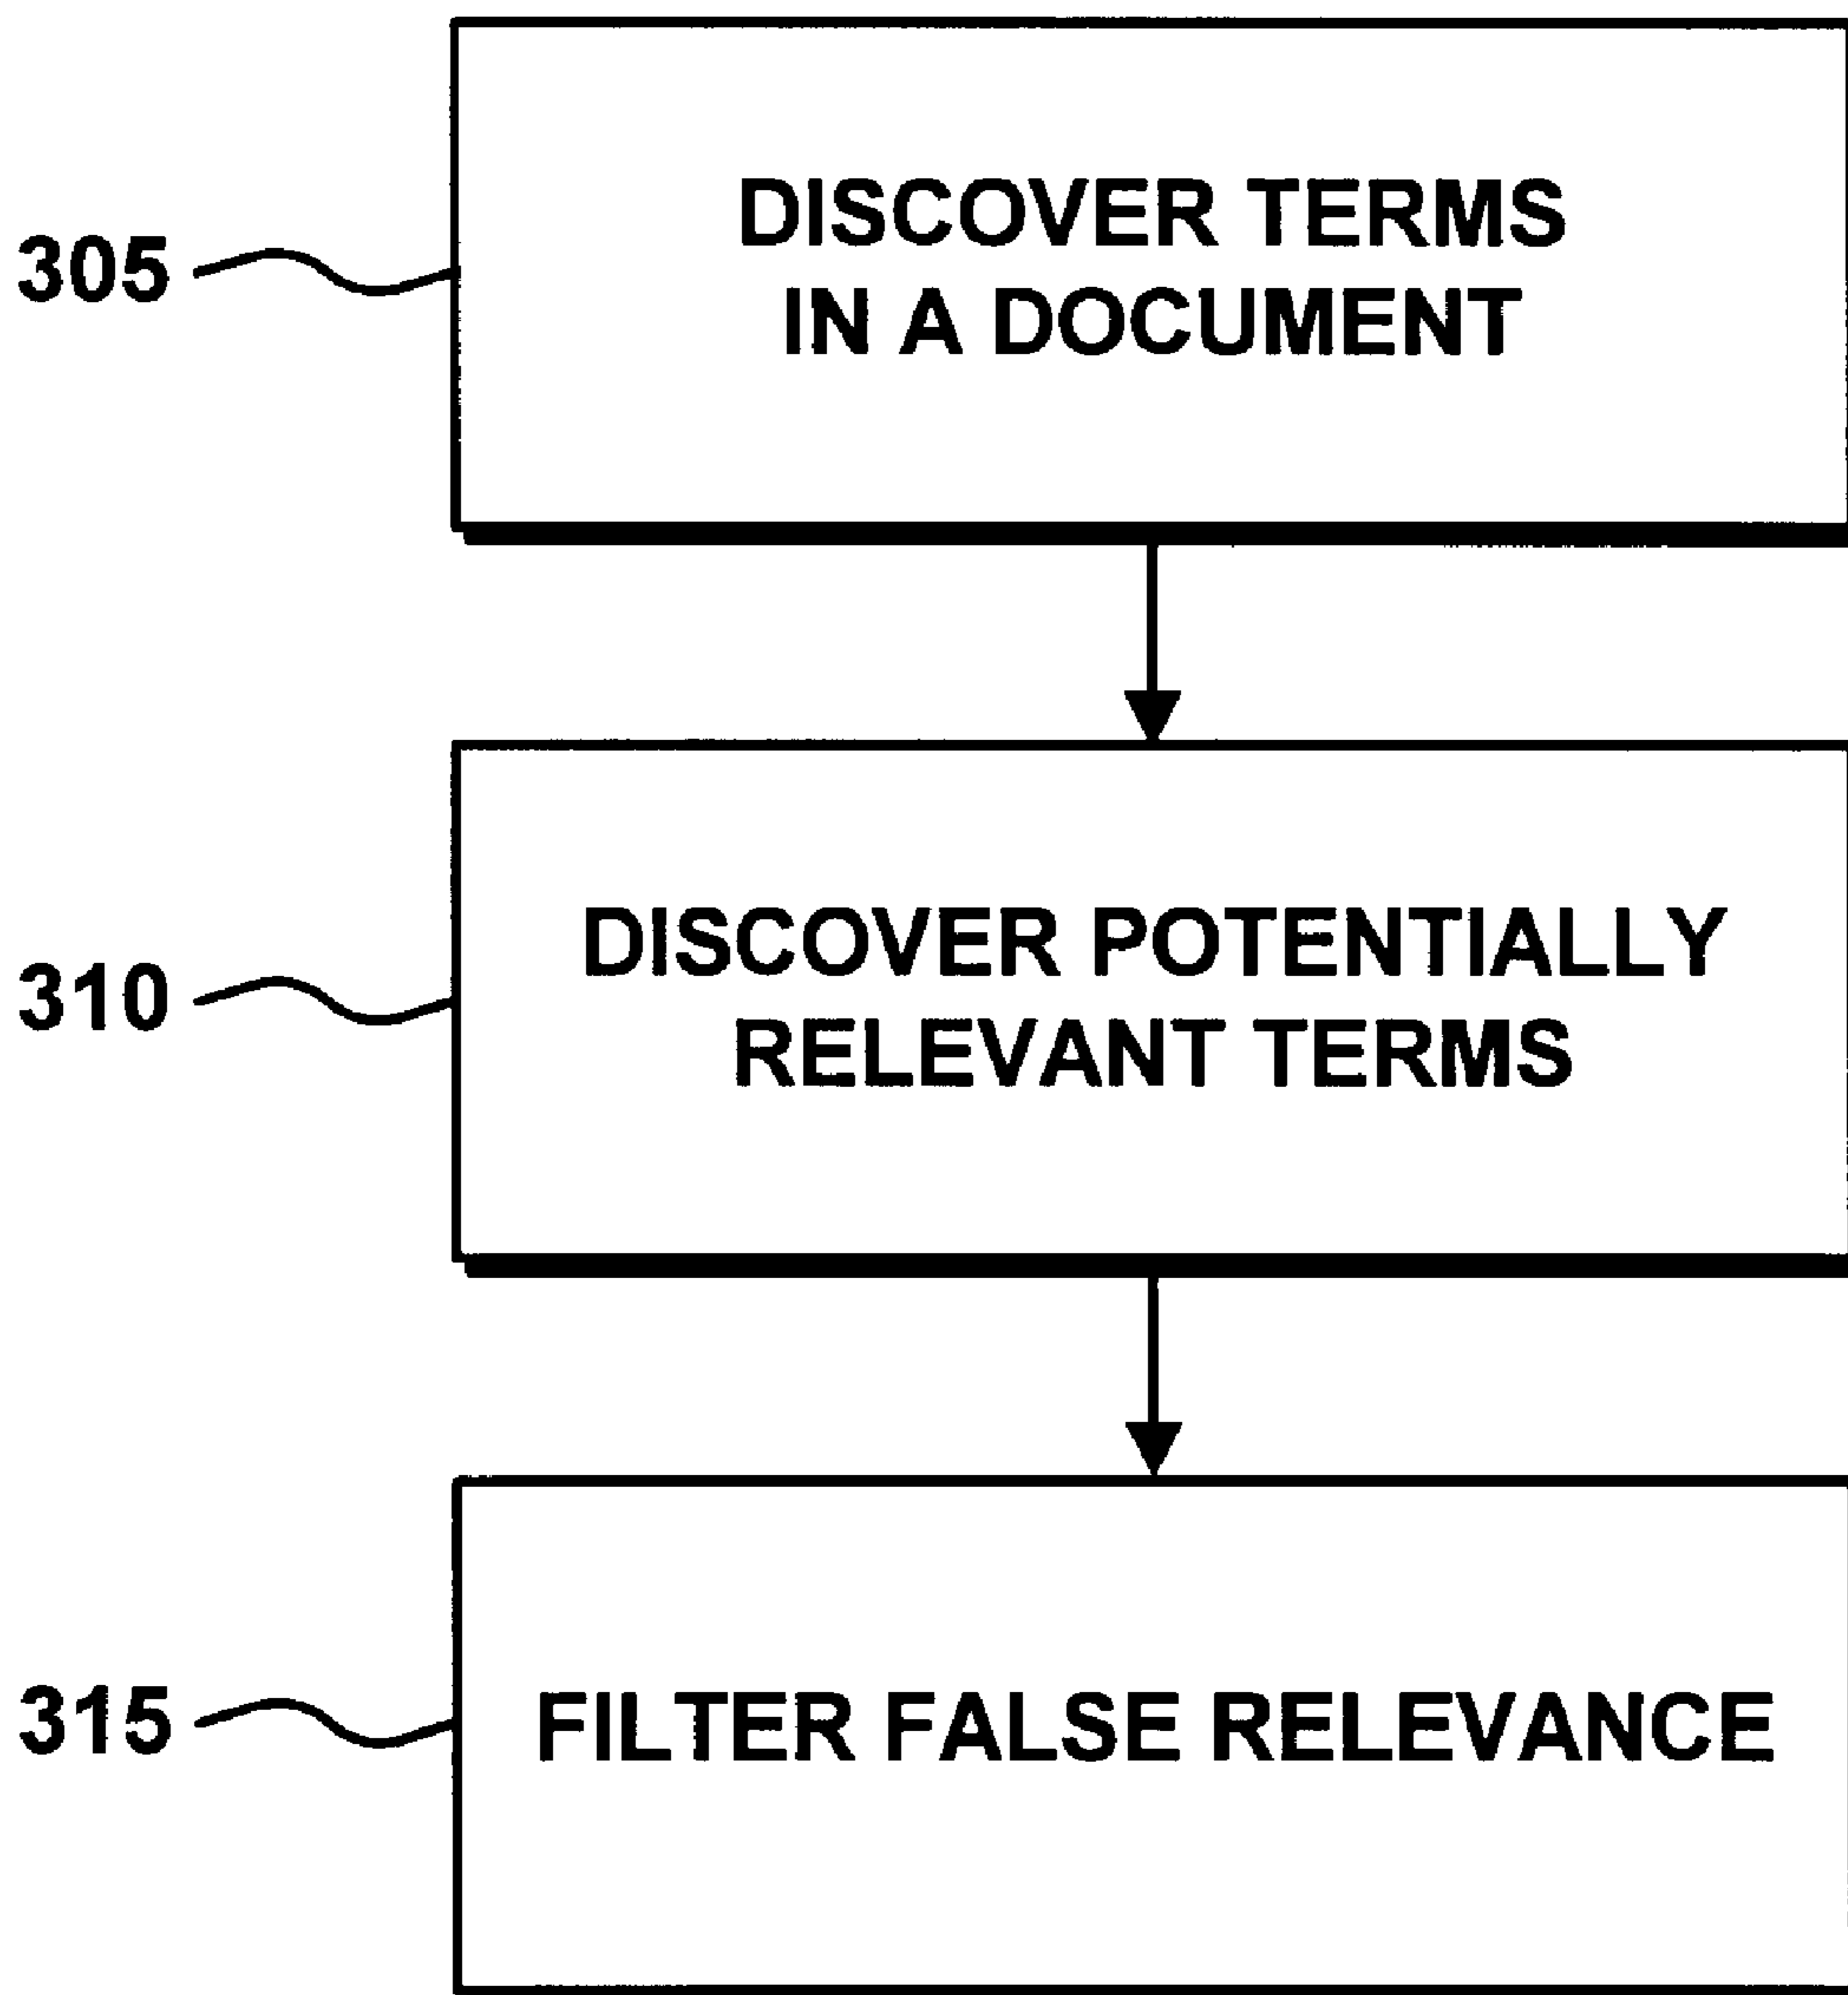 305
DISCOVER TERMS
IN A DOCUMENT
310
DISCOVER POTENTIALLY
RELEVANT TERMS
315
FILTER FALSE RELEVANCE